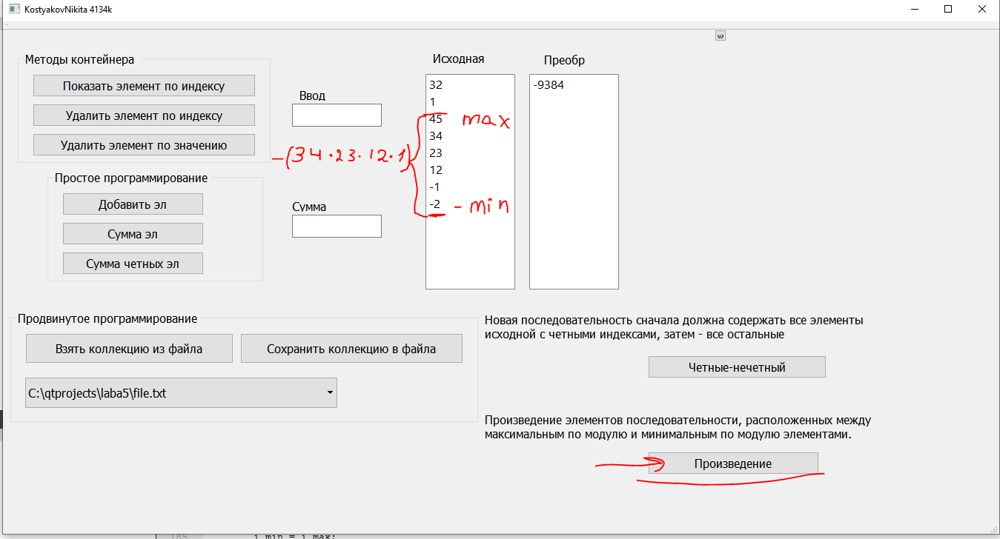 KostyakovNikita 4134k
Методы контейнера
Показать элемент по индексу
Удалить элемент по индексу
Удалить элемент по значению
Простое программирование
Добавить эл
Сумма эл
Сумма четных эл
Ввод
Сумма
-(34·23·12·1)
Исходная
32
1
45 max
34
23
12
-1
-2 - min
Преобр
-9384
Продвинутое программирование
Взять коллекцию из файла
Сохранить коллекцию в файла
C:\qtprojects\laba5\file.txt
Новая последовательность сначала должна содержать все элементы
исходной с четными индексами, затем - все остальные
Четные-нечетный
Произведение элементов последовательности, расположенных между
максимальным по модулю и минимальным по модулю элементами.
Произведение
185 i_min = i_max;